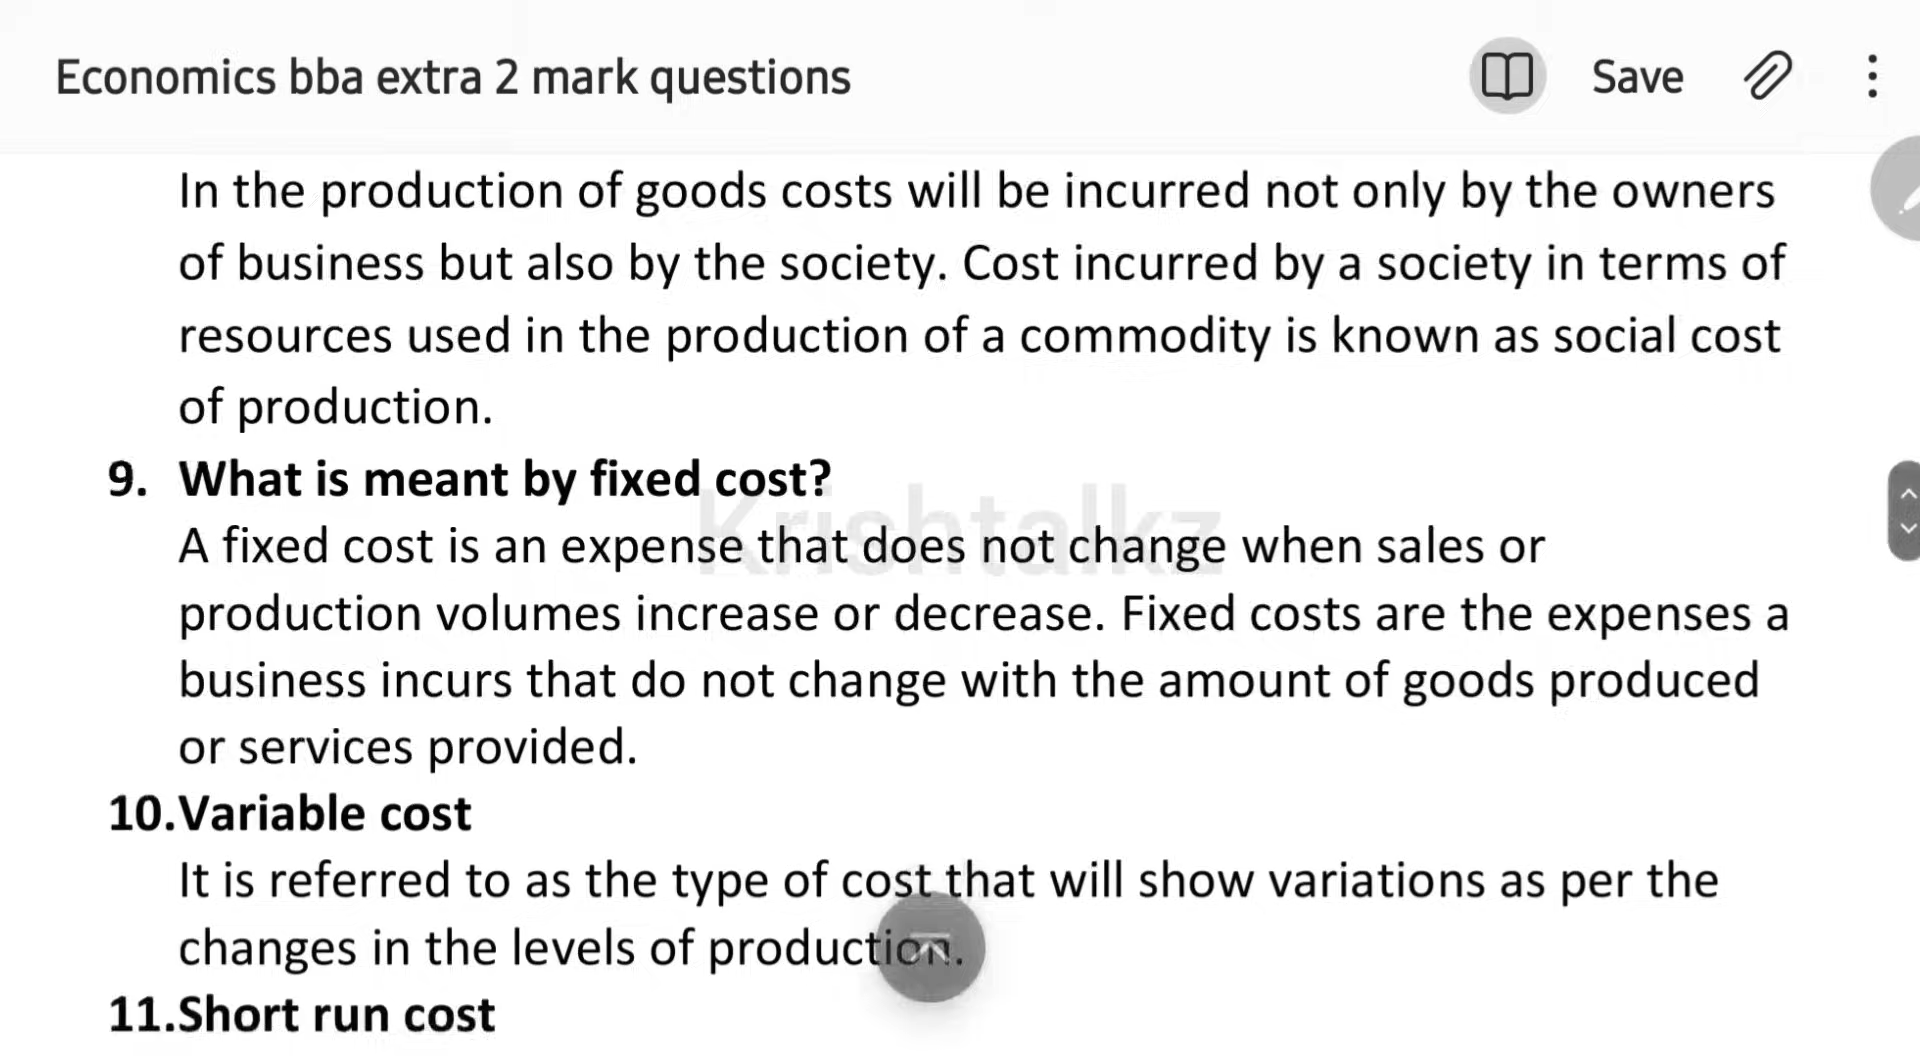 Economics bba extra 2 mark questions
Save
In the production of goods costs will be incurred not only by the owners
of business but also by the society. Cost incurred by a society in terms of
resources used in the production of a commodity is known as social cost
of production.
9. What is meant by fixed cost?
Krishtalkz
A fixed cost is an expense that does not change when sales or
production volumes increase or decrease. Fixed costs are the expenses a
business incurs that do not change with the amount of goods produced
or services provided.
10.Variable cost
It is referred to as the type of cost that will show variations as per the
changes in the levels of production.
11.Short run cost